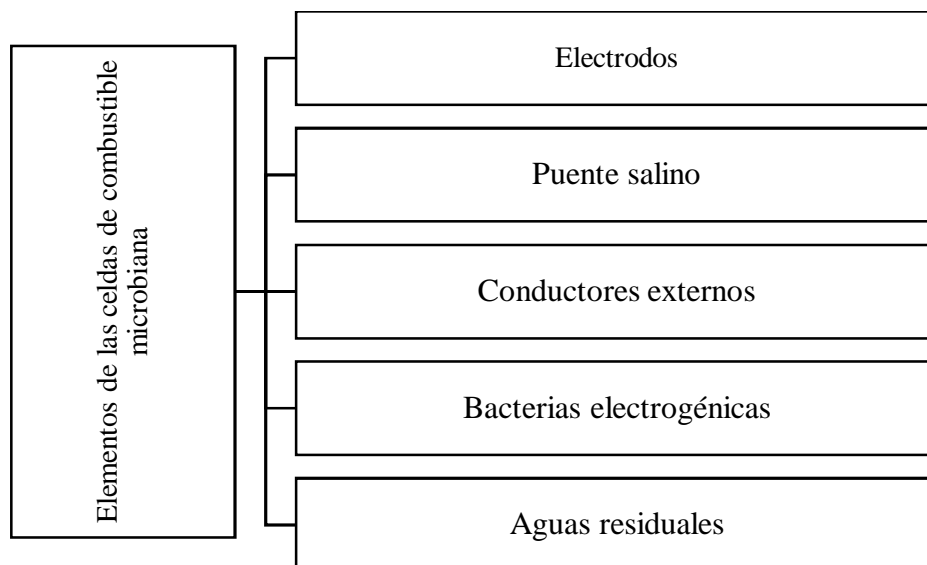 Elementos de las celdas de combustible
microbiana
Electrodos
Puente salino
Conductores externos
Bacterias electrogénicas
Aguas residuales